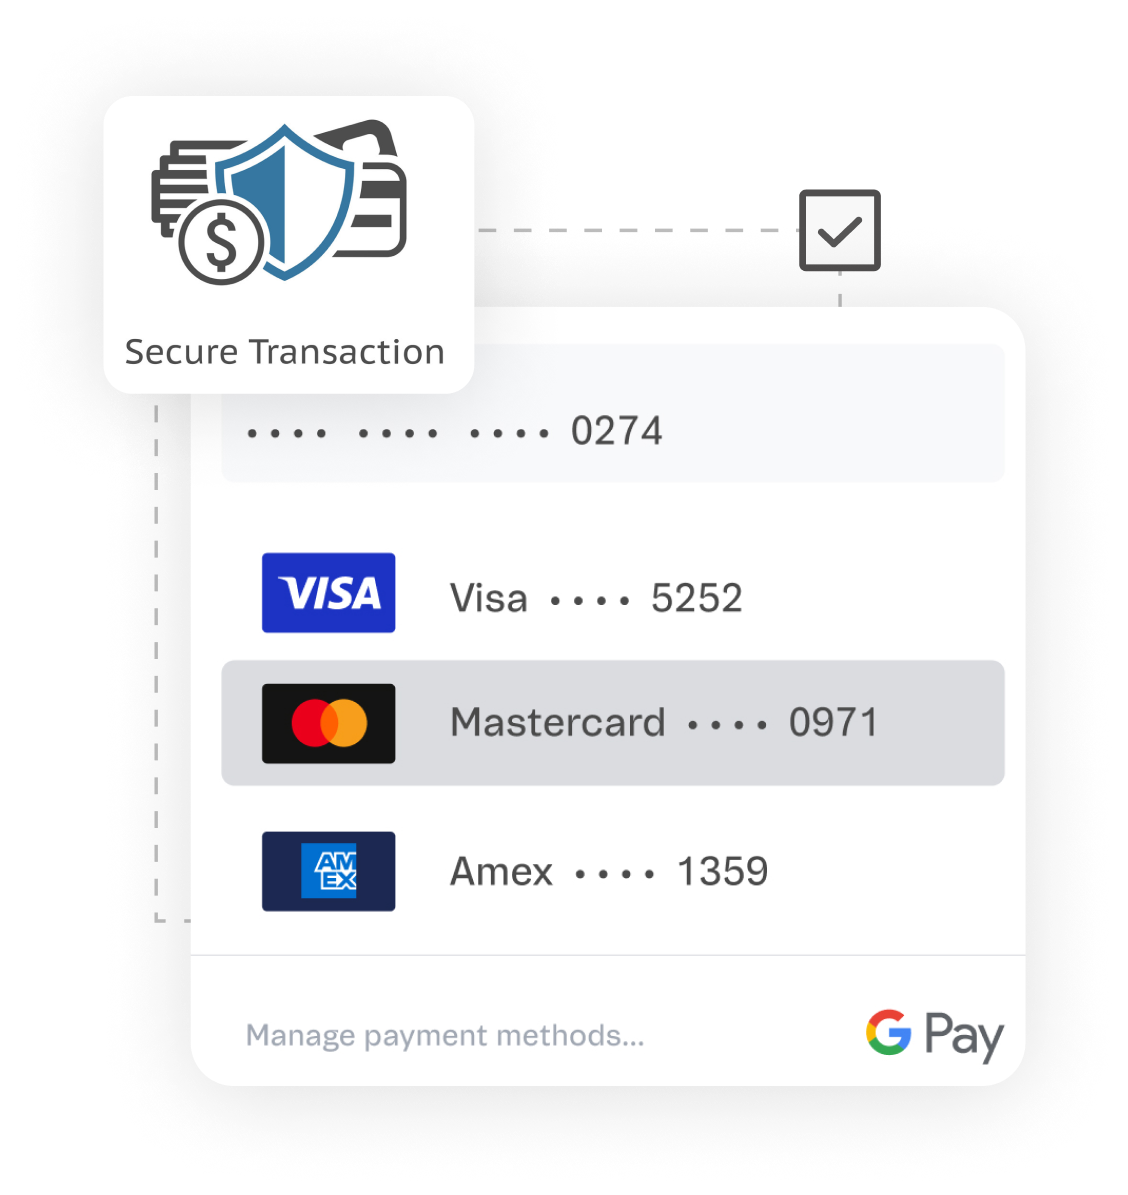 $
Secure Transaction
•••• •••• •••• 0274
VISA
Visa •••• 5252
Mastercard •••• 0971
AM
EX
Amex •••• 1359
Manage payment methods...
G Pay